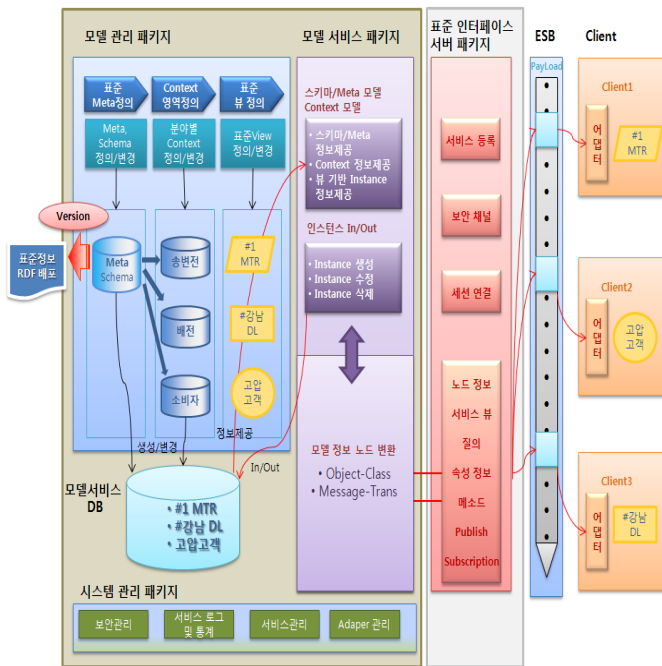 모델 관리 패키지
표준
Meta정의
Context
영역정의
표준
뷰 정의
Meta,
Schema
정의/변경
분야별
Context
정의/변경
표준View
정의/변경
Version
표준정보
RDF 배포
Meta
Schema
송변전
배전
소비자
#1
MTR
#강남
DL
고압
고객
생성/변경
정보제공
In/Out
모델서비스
DB
• #1 MTR
• #강남 DL
• 고압고객
모델 서비스 패키지
스키마/Meta 모델
Context 모델
• 스키마/Meta
정보제공
• Context 정보제공
• 뷰 기반 Instance
정보제공
인스턴스 In/Out
• Instance 생성
• Instance 수정
• Instance 삭제
모델 정보 노드 변환
• Object-Class
• Message-Trans
시스템 관리 패키지
보안관리
서비스 로그
및 통계
서비스관리
Adaper 관리
표준 인터페이스
서버 패키지
서비스 등록
보안 채널
세션 연결
노드 정보
서비스 뷰
질의
속성 정보
메소드
Publish
Subscription
ESB
PayLoad
Client
Client1
어댑터
#1
MTR
Client2
어댑터
고압
고객
Client3
어댑터
#강남
DL